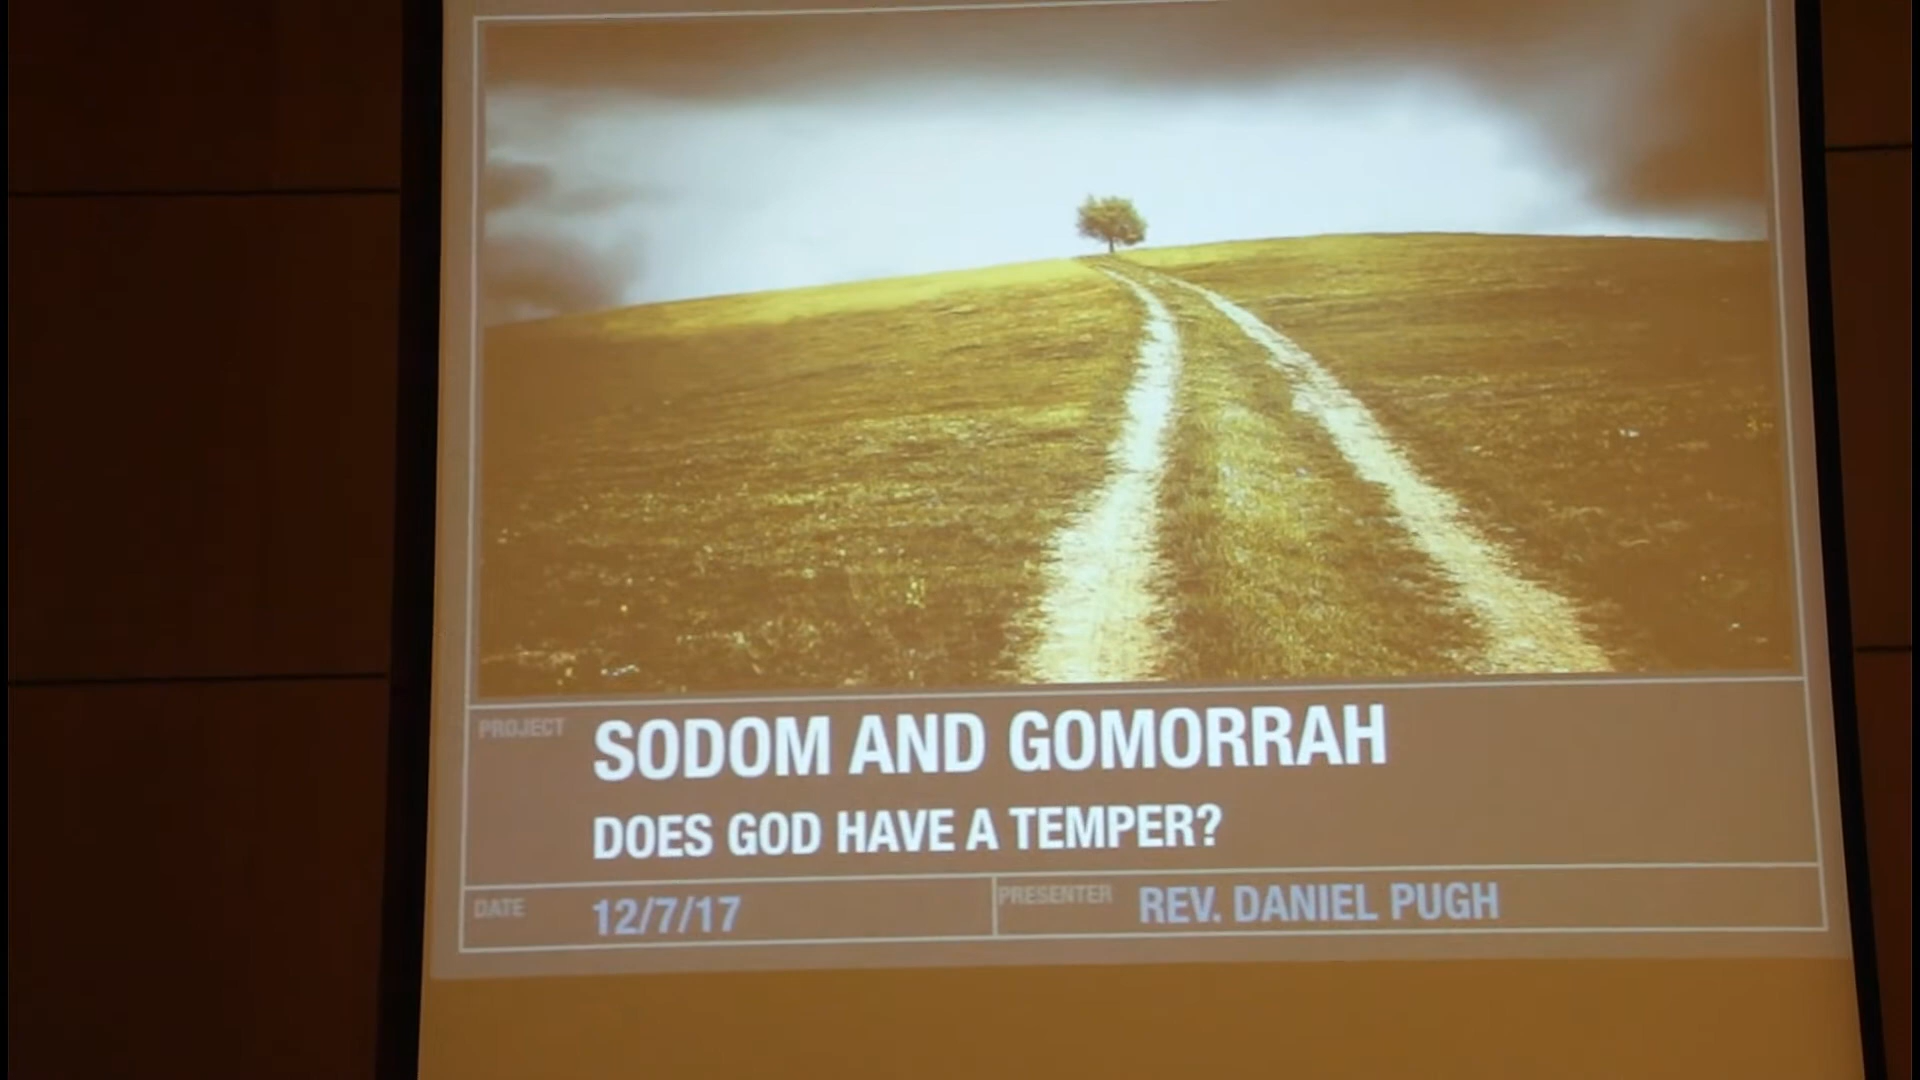 PROJECT
SODOM AND GOMORRAH
DOES GOD HAVE A TEMPER?
DATE
12/7/17
PRESENTER
REV. DANIEL PUGH